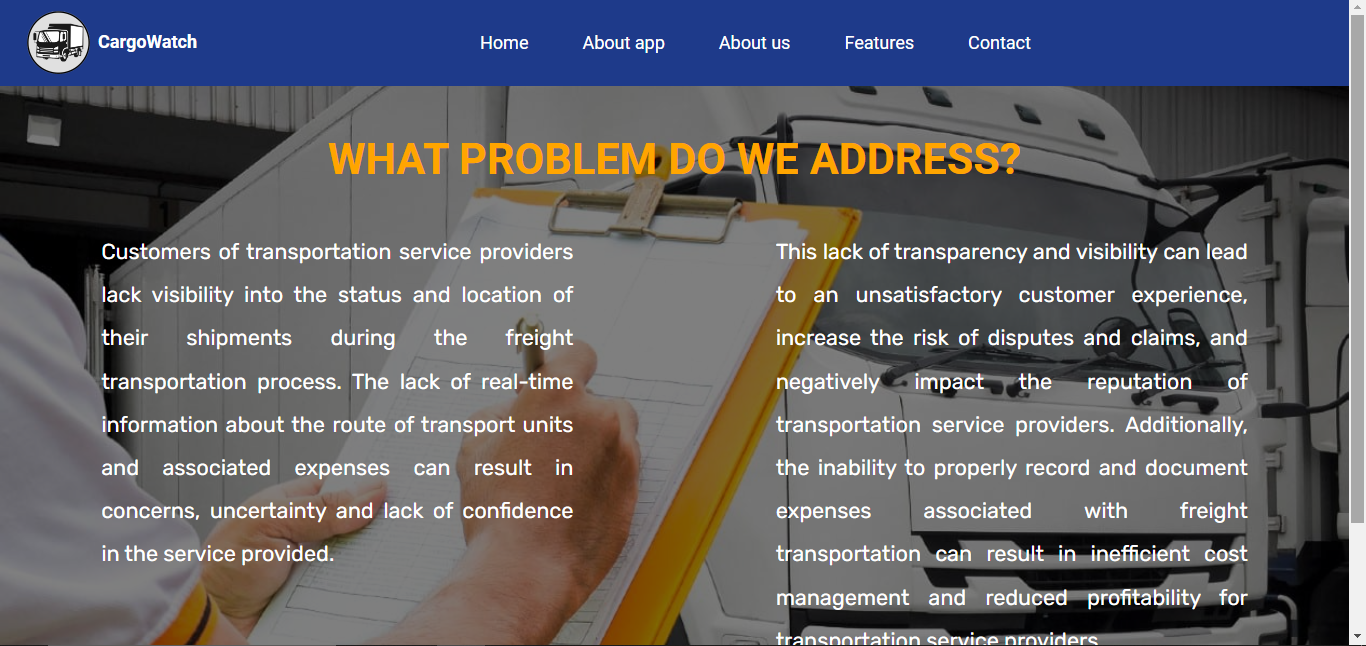 CargoWatch
Home
About app
About us
Features
Contact
WHAT PROBLEM DO WE ADDRESS?
Customers of transportation service providers
lack visibility into the status and location of
their shipments during the freight
transportation process. The lack of real-time
information about the route of transport units
and associated expenses can result in
concerns, uncertainty and lack of confidence
in the service provided.
This lack of transparency and visibility can lead
to an unsatisfactory customer experience,
increase the risk of disputes and claims, and
negatively impact the reputation of
transportation service providers. Additionally,
the inability to properly record and document
expenses associated with freight
transportation can result in inefficient cost
management and reduced profitability for
transportation service providers.